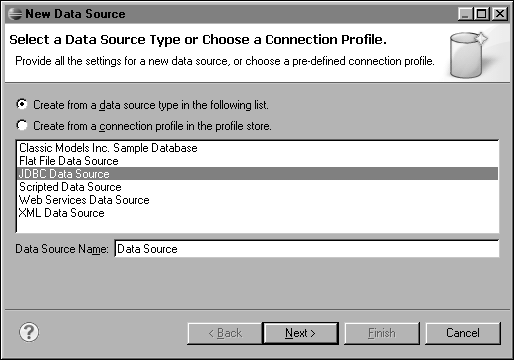 New Data Source
Select a Data Source Type or Choose a Connection Profile.
Provide all the settings for a new data source, or choose a pre-defined connection profile.
Create from a data source type in the following list.
Create from a connection profile in the profile store.
Classic Models Inc. Sample Database
Flat File Data Source
JDBC Data Source
Scripted Data Source
Web Services Data Source
XML Data Source
Data Source Name: Data Source
? < Back Next > Finish Cancel